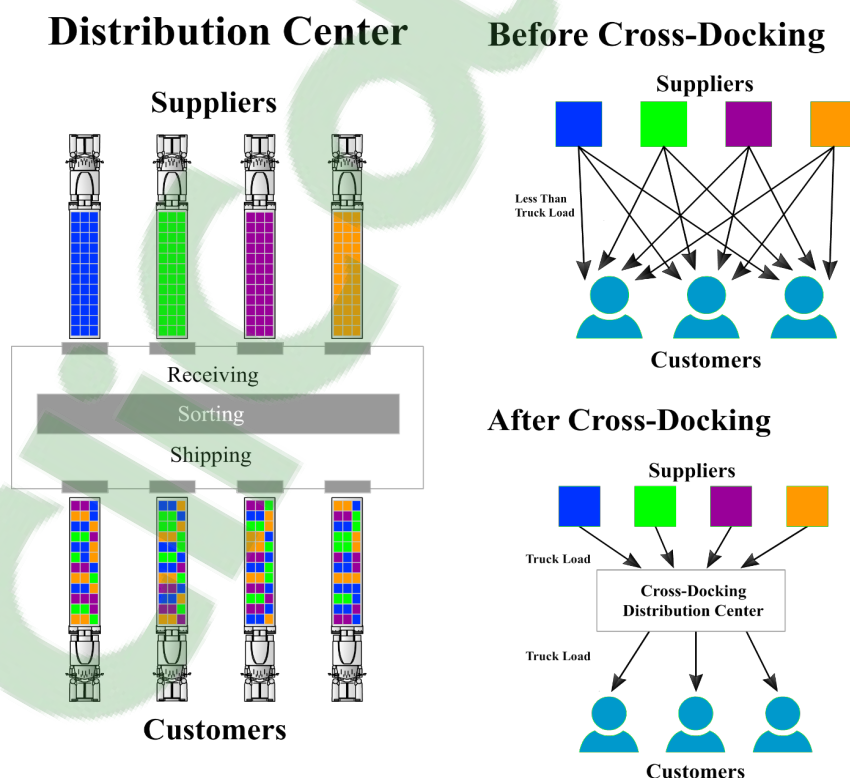 Distribution Center
Suppliers
Receiving
Sorting
Shipping
Customers
Before Cross-Docking
Suppliers
Less Than
Truck Load
Customers
After Cross-Docking
Suppliers
Truck Load
Cross-Docking
Distribution Center
Truck Load
Customers